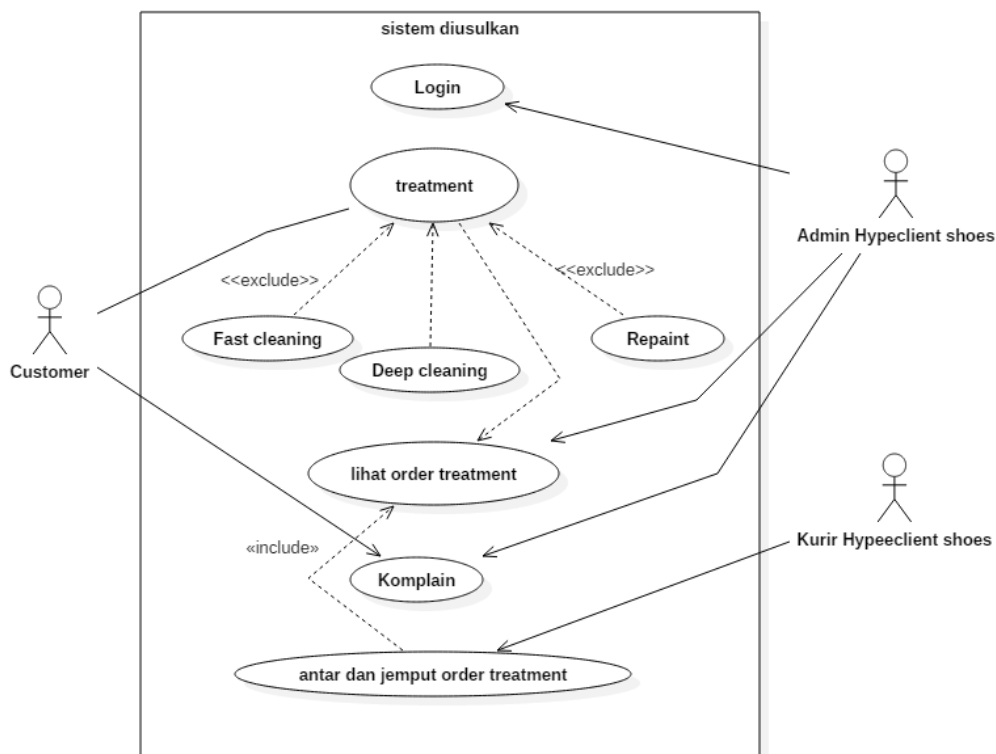 sistem diusulkan
Login
treatment
Admin Hypeclient shoes
<<exclude>>
<<exclude>>
Fast cleaning
Repaint
Customer
Deep cleaning
lihat order treatment
Kurir Hypeeclient shoes
«include»
Komplain
antar dan jemput order treatment